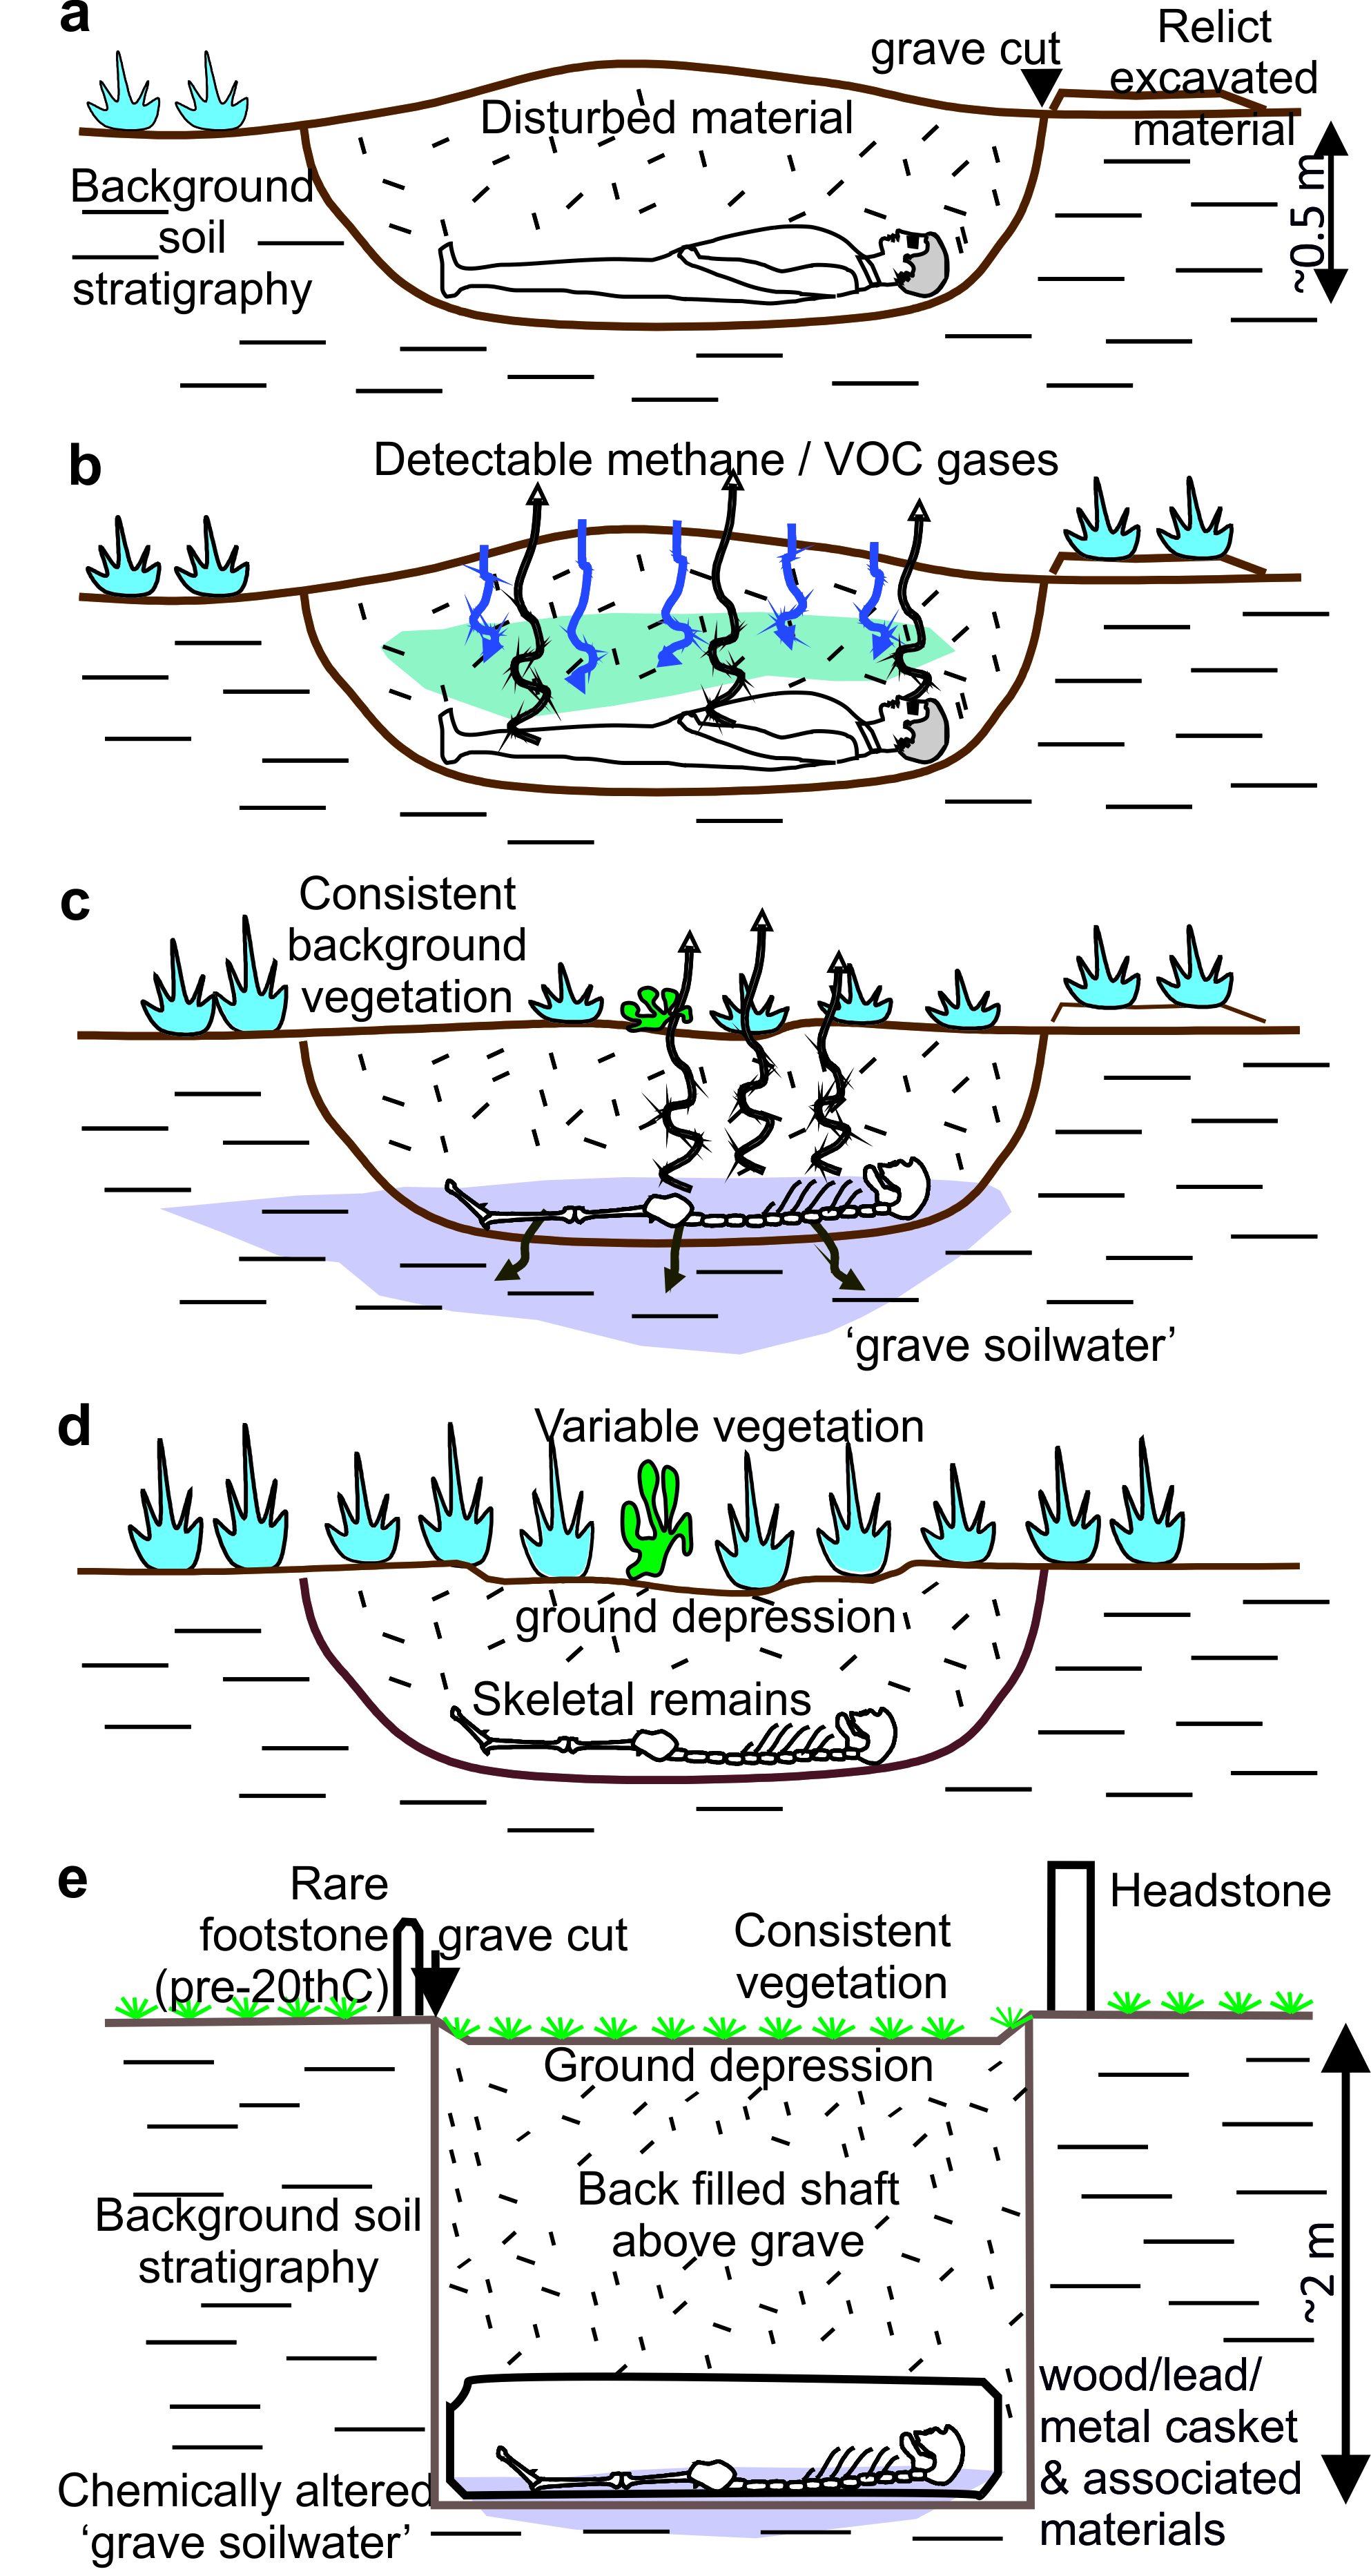 a
grave cut
Relict
excavated
material
Disturbed material
Background
soil
stratigraphy
~0.5 m
b
Detectable methane / VOC gases
c
Consistent
background
vegetation
‘grave soilwater’
d
Variable vegetation
ground depression
Skeletal remains
e
Rare
footstone
(pre-20thC)
grave cut
Consistent
vegetation
Headstone
Ground depression
Back filled shaft
above grave
Background soil
stratigraphy
~2 m
wood/lead/
metal casket
& associated
materials
Chemically altered
‘grave soilwater’